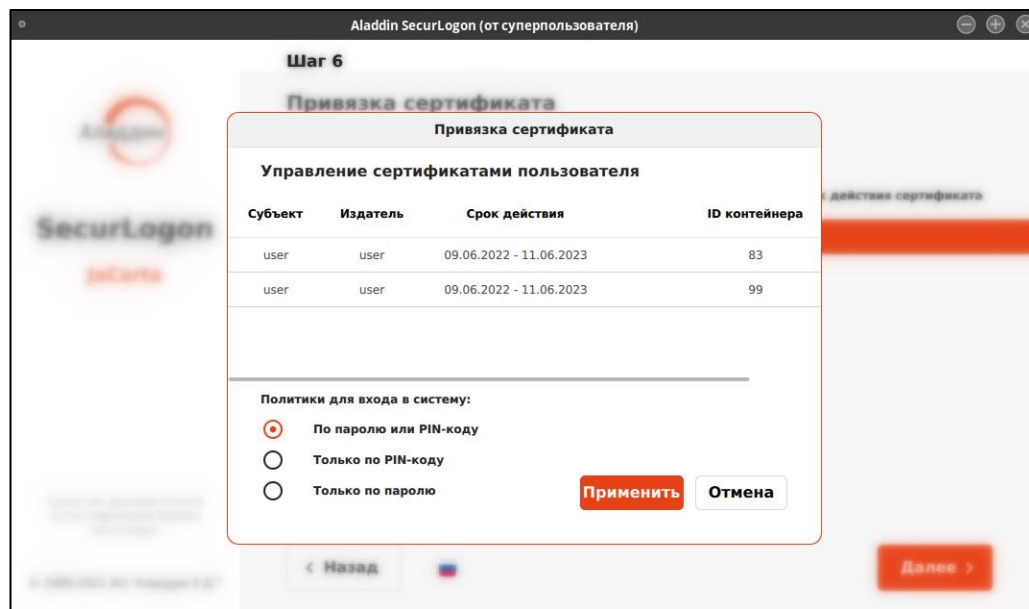 Aladdin SecurLogon (от суперпользователя)
Шаг 6
Привязка сертификата
Аладдин
SecurLogon
JaCarta
действия сертификата
Привязка сертификата
Управление сертификатами пользователя
Субъект Издатель Срок действия ID контейнера
user user 09.06.2022 - 11.06.2023 83
user user 09.06.2022 - 11.06.2023 99
Политики для входа в систему:
По паролю или PIN-коду
Только по PIN-коду
Только по паролю
Применить Отмена
Назад Далее